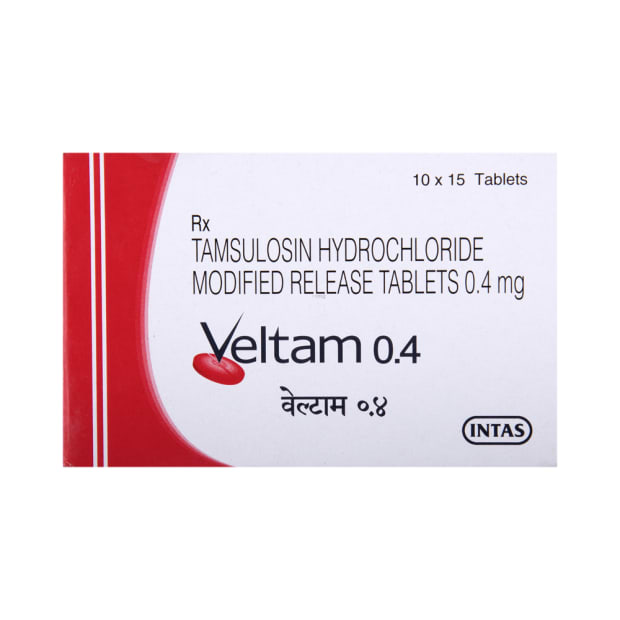 10 x 15 Tablets
Rx
TAMSULOSIN HYDROCHLORIDE
MODIFIED RELEASE TABLETS 0.4 mg
Veltam 0.4
वेल्टाम ०.४
INTAS